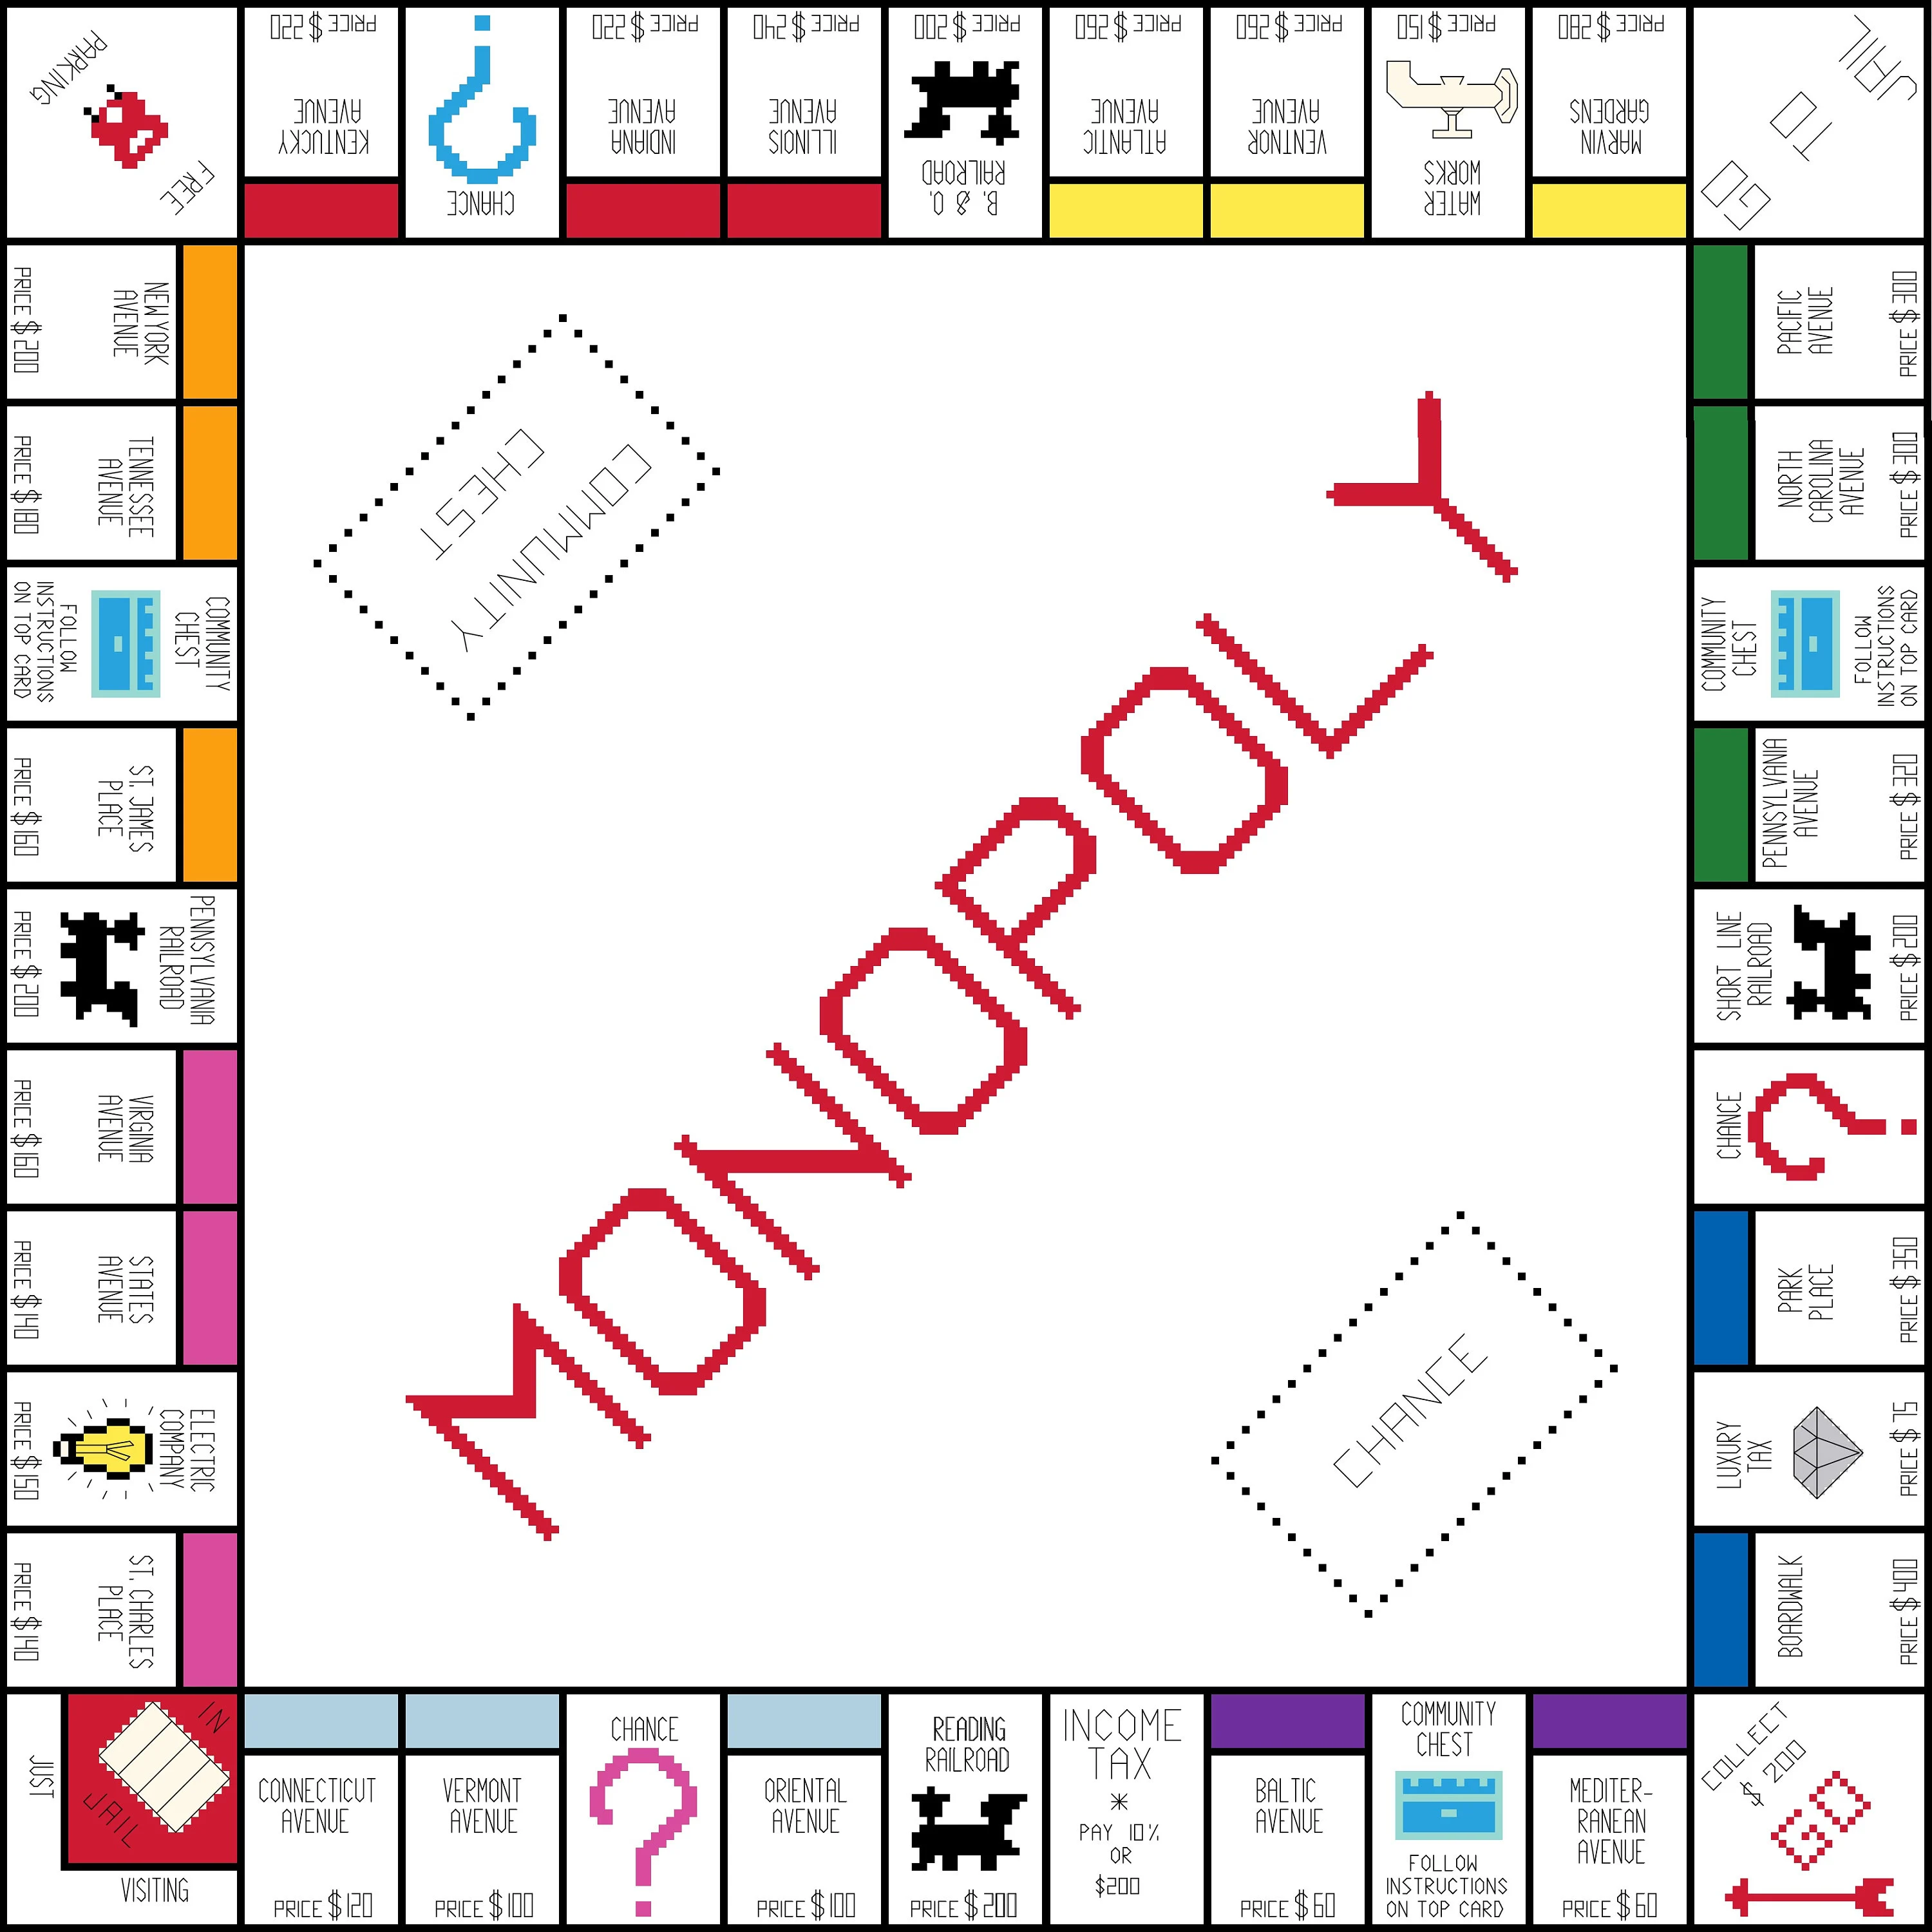 FREE
PARKING
KENTUCKY
AVENUE
PRICE $ 220
CHANCE
INDIANA
AVENUE
PRICE $ 220
ILLINOIS
AVENUE
PRICE $ 240
B. & O.
RAILROAD
PRICE $ 200
ATLANTIC
AVENUE
PRICE $ 260
VENTNOR
AVENUE
PRICE $ 260
WATER
WORKS
PRICE $ 150
MARVIN
GARDENS
PRICE $ 280
GO
TO
JAIL
PACIFIC
AVENUE
PRICE $ 300
NORTH
CAROLINA
AVENUE
PRICE $ 300
COMMUNITY
CHEST
FOLLOW
INSTRUCTIONS
ON TOP CARD
PENNSYLVANIA
AVENUE
PRICE $ 320
SHORT LINE
RAILROAD
PRICE $ 200
CHANCE
?
PARK
PLACE
PRICE $ 350
LUXURY
TAX
PRICE $ 75
BOARDWALK
PRICE $ 400
COLLECT
$ 200
GO
MEDITER-
RANEAN
AVENUE
PRICE $ 60
COMMUNITY
CHEST
FOLLOW
INSTRUCTIONS
ON TOP CARD
BALTIC
AVENUE
PRICE $ 60
INCOME
TAX
*
PAY 10%
OR
$200
READING
RAILROAD
PRICE $ 200
ORIENTAL
AVENUE
PRICE $ 100
CHANCE
?
VERMONT
AVENUE
PRICE $ 100
CONNECTICUT
AVENUE
PRICE $ 120
IN
JAIL
JUST
VISITING
ST. CHARLES
PLACE
PRICE $ 140
ELECTRIC
COMPANY
PRICE $ 150
STATES
AVENUE
PRICE $ 140
VIRGINIA
AVENUE
PRICE $ 160
PENNSYLVANIA
RAILROAD
PRICE $ 200
ST. JAMES
PLACE
PRICE $ 160
COMMUNITY
CHEST
FOLLOW
INSTRUCTIONS
ON TOP CARD
TENNESSEE
AVENUE
PRICE $ 180
NEW YORK
AVENUE
PRICE $ 200
COMMUNITY
CHEST
MONOPOLY
CHANCE